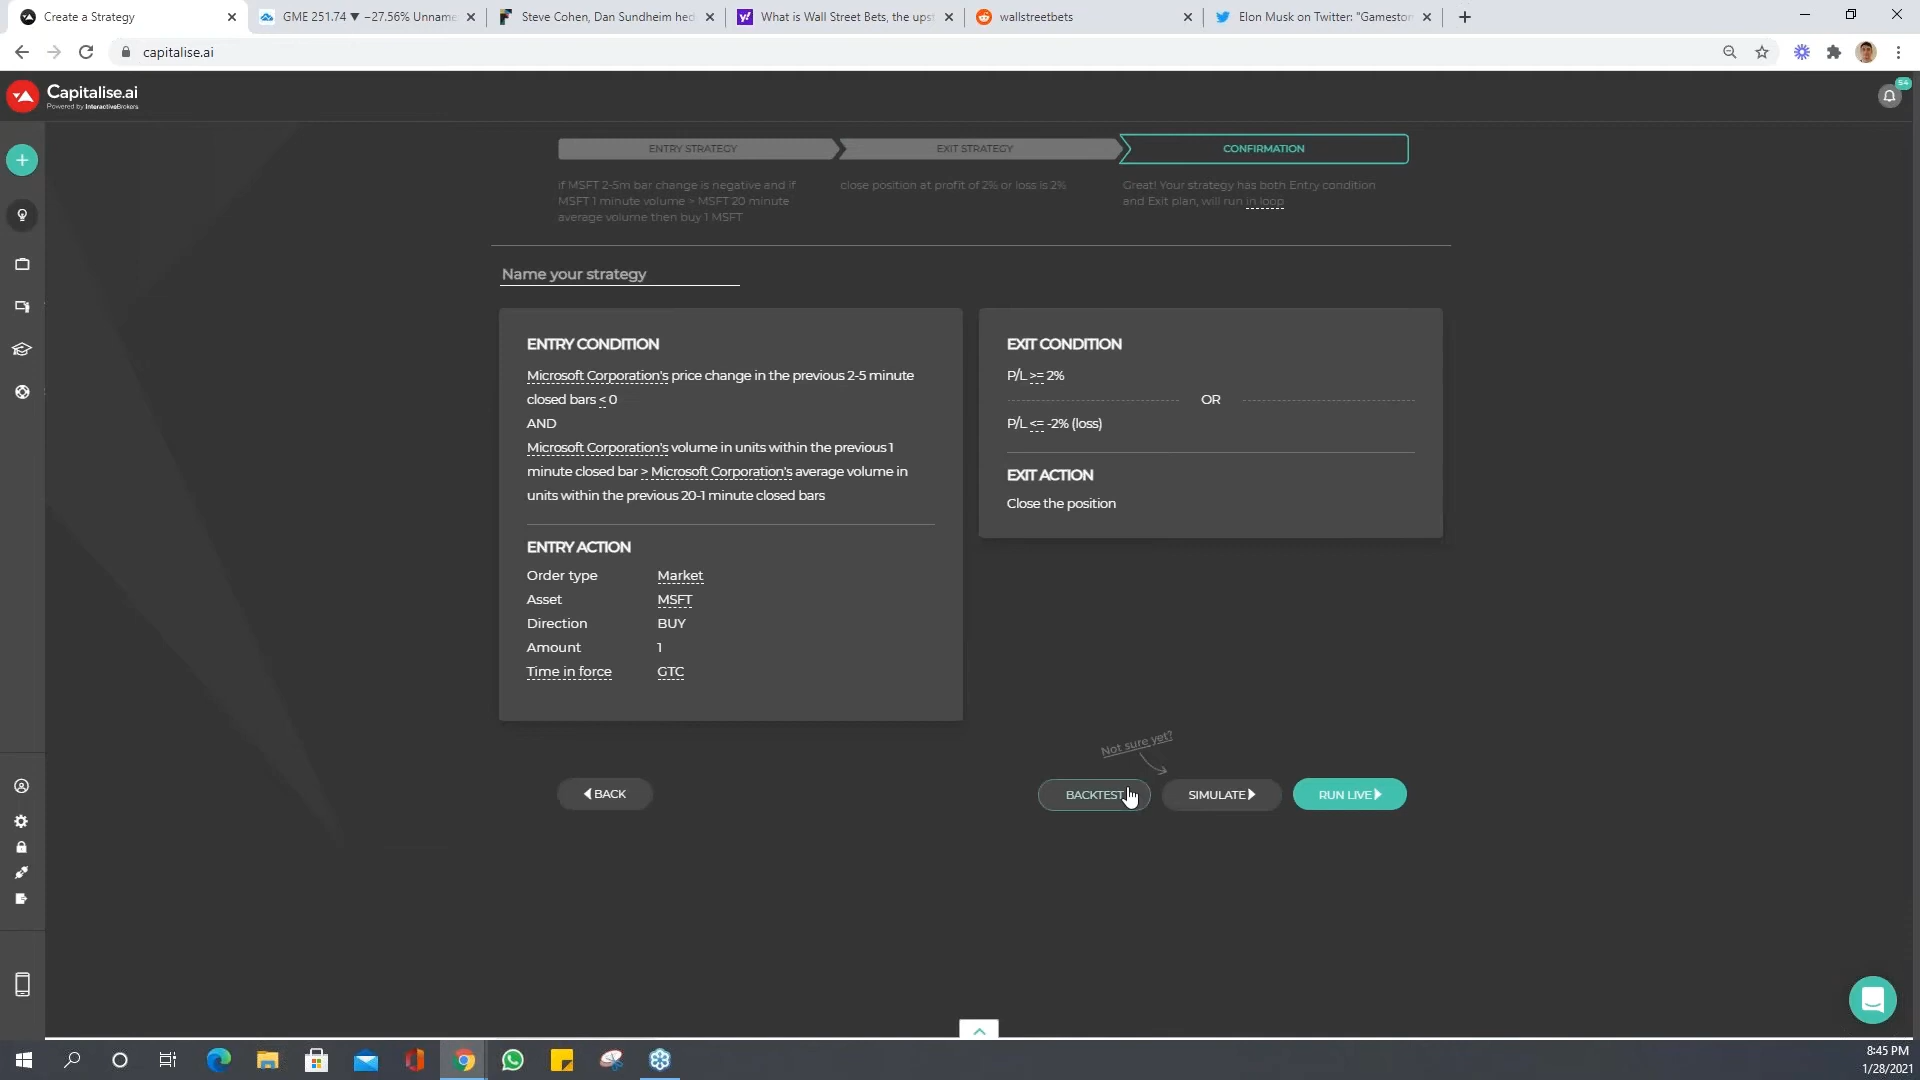 Create a Strategy
GME 251.74 ▼ −27.56% Unname
Steve Cohen, Dan Sundheim hed
What is Wall Street Bets, the upst
wallstreetbets
Elon Musk on Twitter: "Gamestor
capitalise.ai
Capitalise.ai
Powered by InteractiveBrokers
54
ENTRY STRATEGY
EXIT STRATEGY
CONFIRMATION
if MSFT 2-5m bar change is negative and if
MSFT 1 minute volume > MSFT 20 minute
average volume then buy 1 MSFT
close position at profit of 2% or loss is 2%
Great! Your strategy has both Entry condition
and Exit plan, will run in loop
Name your strategy
ENTRY CONDITION
Microsoft Corporation's price change in the previous 2-5 minute
closed bars < 0
AND
Microsoft Corporation's volume in units within the previous 1
minute closed bar > Microsoft Corporation's average volume in
units within the previous 20-1 minute closed bars
ENTRY ACTION
Order type Market
Asset MSFT
Direction BUY
Amount 1
Time in force GTC
EXIT CONDITION
P/L >= 2%
OR
P/L <= -2% (loss)
EXIT ACTION
Close the position
Not sure yet?
BACK
BACKTEST
SIMULATE
RUN LIVE
8:45 PM
1/28/2021